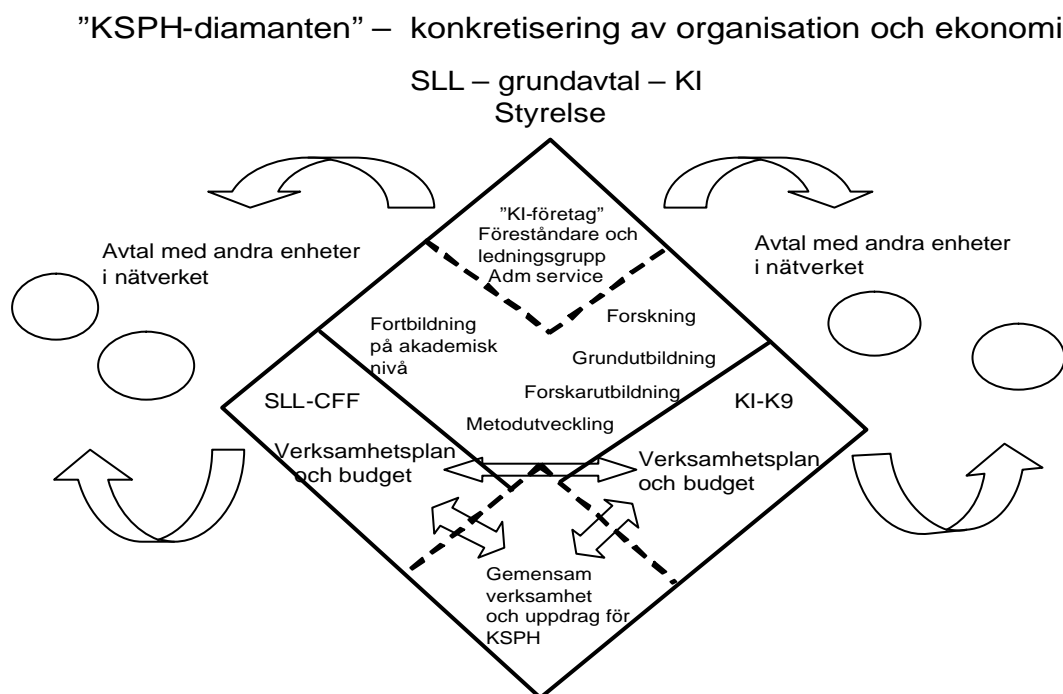 "KSPH-diamanten" – konkretisering av organisation och ekonomi
SLL – grundavtal – KI
Styrelse
"KI-företag"
Föreståndare och
ledningsgrupp
Adm service
Avtal med andra enheter
i nätverket
Avtal med andra enheter
i nätverket
Fortbildning
på akademisk
nivå
Forskning
Grundutbildning
Forskarutbildning
Metodutveckling
SLL-CFF
KI-K9
Verksamhetsplan
och budget
Verksamhetsplan
och budget
Gemensam
verksamhet
och uppdrag för
KSPH